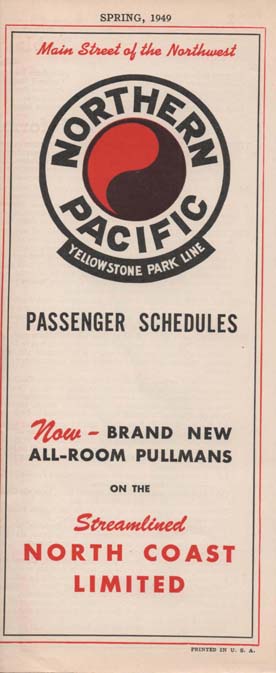 SPRING, 1949
Main Street of the Northwest
NORTHERN
PACIFIC
YELLOWSTONE PARK LINE
PASSENGER SCHEDULES
Now - BRAND NEW
ALL-ROOM PULLMANS
ON THE
Streamlined
NORTH COAST
LIMITED
PRINTED IN U. S. A.